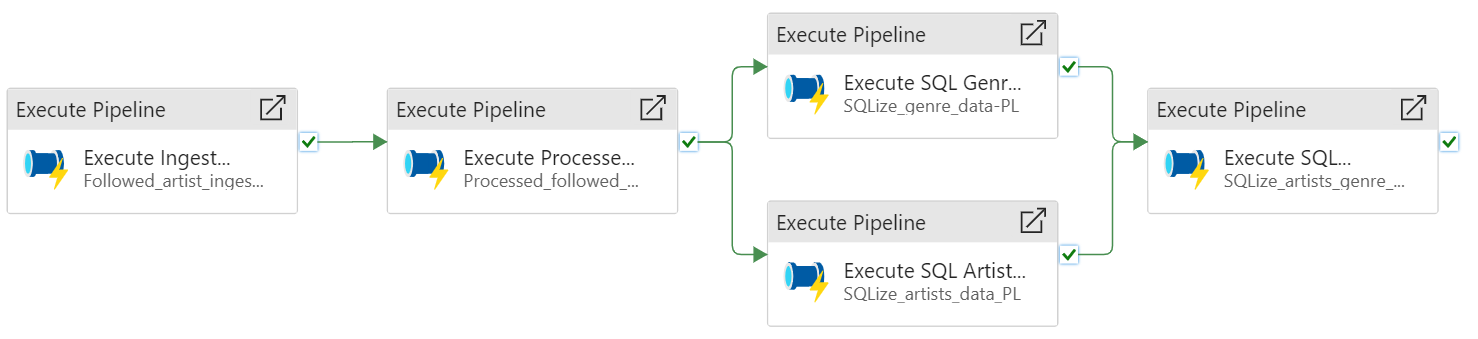 Execute Pipeline
Execute Ingest...
Followed_artist_inges...
Execute Pipeline
Execute Processe...
Processed_followed_...
Execute Pipeline
Execute SQL Genr...
SQLize_genre_data-PL
Execute Pipeline
Execute SQL Artist...
SQLize_artists_data_PL
Execute Pipeline
Execute SQL...
SQLize_artists_genre_...